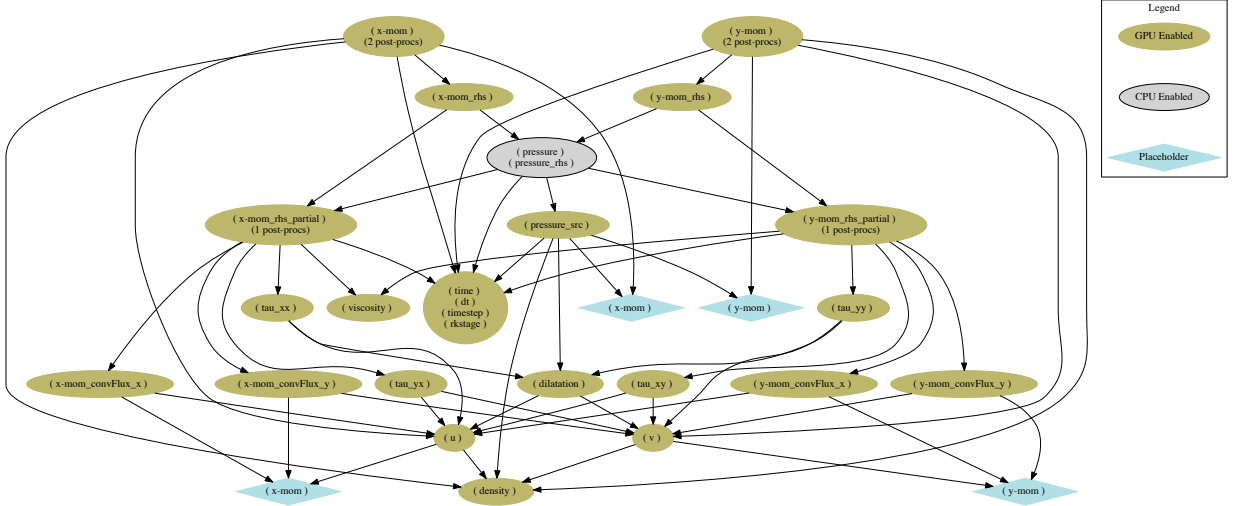 Legend
( x-mom )
(2 post-procs)
( y-mom )
(2 post-procs)
GPU Enabled
( x-mom_rhs )
( y-mom_rhs )
CPU Enabled
( pressure )
( pressure_rhs )
Placeholder
( x-mom_rhs_partial )
(1 post-procs)
( pressure_src )
( y-mom_rhs_partial )
(1 post-procs)
( tau_xx )
( viscosity )
( time )
( dt )
( timestep )
( rkstage )
( x-mom )
( y-mom )
( tau_yy )
( x-mom_convFlux_x )
( x-mom_convFlux_y )
( tau_yx )
( dilatation )
( tau_xy )
( y-mom_convFlux_x )
( y-mom_convFlux_y )
( u )
( v )
( x-mom )
( density )
( y-mom )